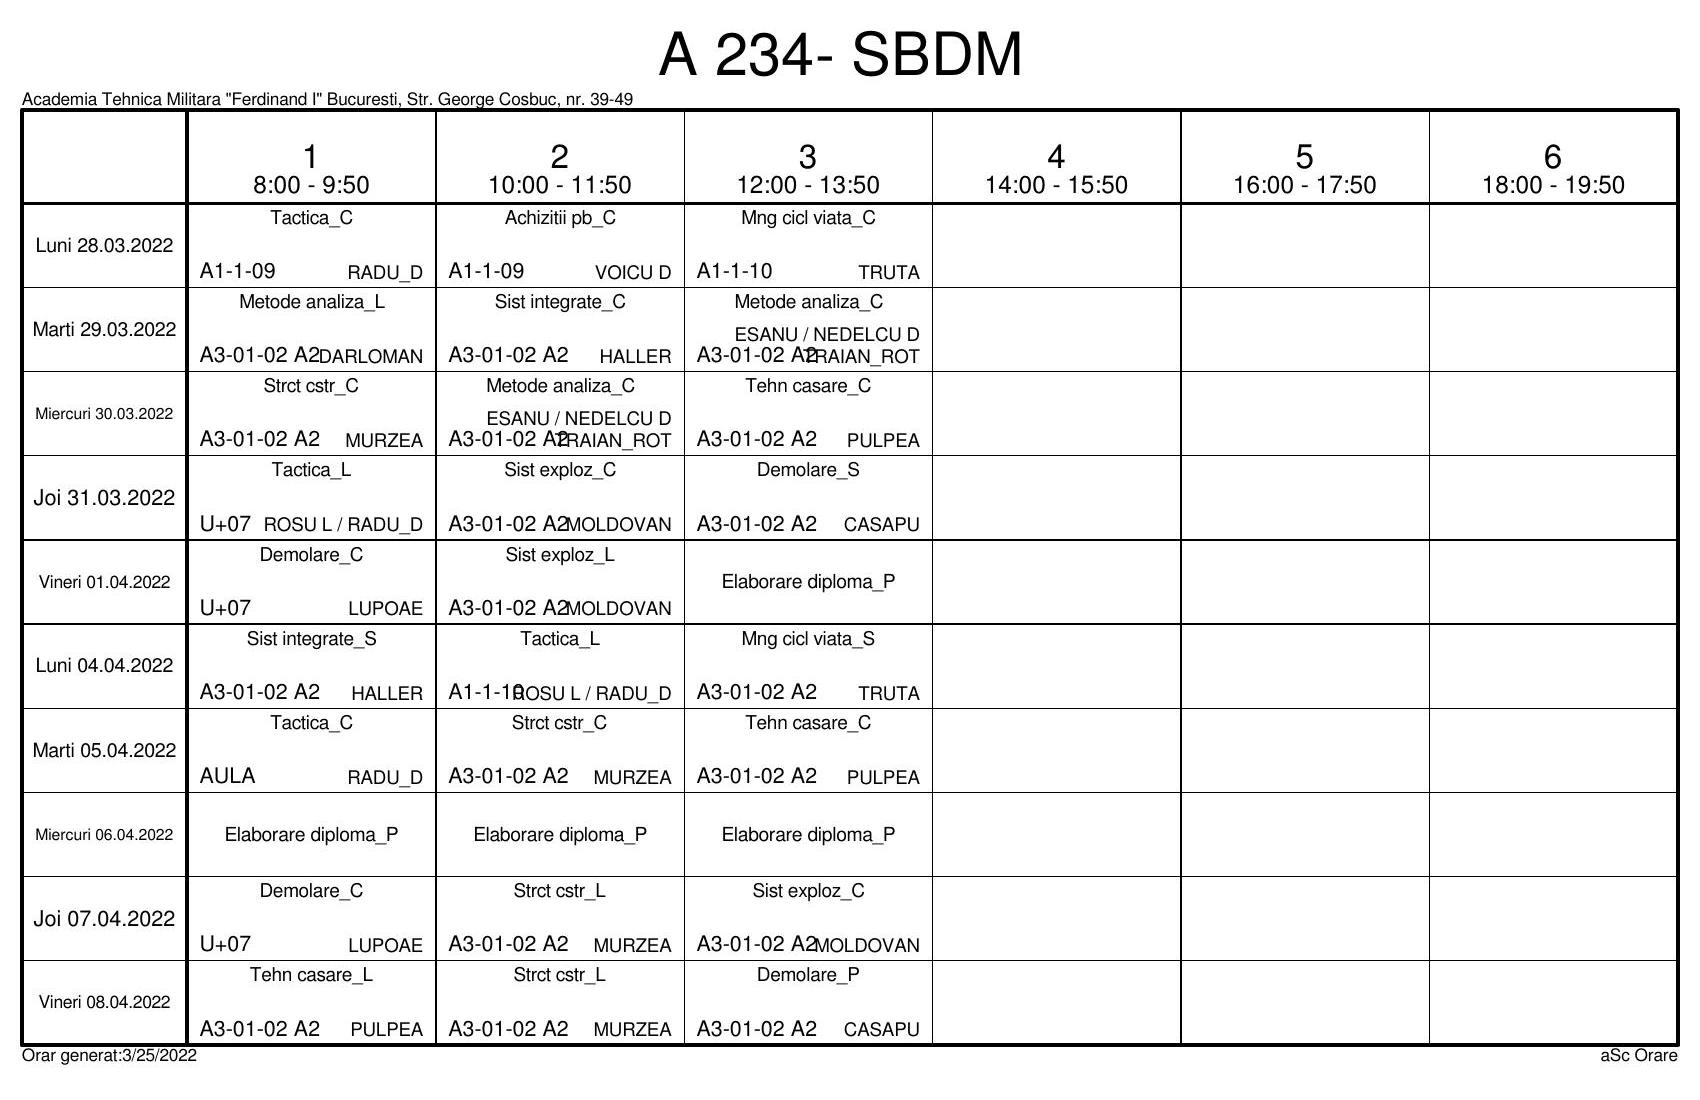 A 234- SBDM
Academia Tehnica Militara "Ferdinand I" Bucuresti, Str. George Cosbuc, nr. 39-49
1 2 3 4 5 6
8:00 - 9:50 10:00 - 11:50 12:00 - 13:50 14:00 - 15:50 16:00 - 17:50 18:00 - 19:50
Tactica_C Achizitii pb_C Mng cicl viata_C
Luni 28.03.2022
A1-1-09 RADU_D A1-1-09 VOICU D A1-1-10 TRUTA
Metode analiza_L Sist integrate_C Metode analiza_C
Marti 29.03.2022 ESANU / NEDELCU D
A3-01-02 A2 DARLOMAN A3-01-02 A2 HALLER A3-01-02 A2 TRAIAN_ROT
Strct cstr_C Metode analiza_C Tehn casare_C
Miercuri 30.03.2022 ESANU / NEDELCU D
A3-01-02 A2 MURZEA A3-01-02 A2 TRAIAN_ROT A3-01-02 A2 PULPEA
Tactica_L Sist exploz_C Demolare_S
Joi 31.03.2022
U+07 ROSU L / RADU_D A3-01-02 A2 MOLDOVAN A3-01-02 A2 CASAPU
Demolare_C Sist exploz_L
Vineri 01.04.2022 Elaborare diploma_P
U+07 LUPOAE A3-01-02 A2 MOLDOVAN
Sist integrate_S Tactica_L Mng cicl viata_S
Luni 04.04.2022
A3-01-02 A2 HALLER A1-1-10 ROSU L / RADU_D A3-01-02 A2 TRUTA
Tactica_C Strct cstr_C Tehn casare_C
Marti 05.04.2022
AULA RADU_D A3-01-02 A2 MURZEA A3-01-02 A2 PULPEA
Miercuri 06.04.2022 Elaborare diploma_P Elaborare diploma_P Elaborare diploma_P
Demolare_C Strct cstr_L Sist exploz_C
Joi 07.04.2022
U+07 LUPOAE A3-01-02 A2 MURZEA A3-01-02 A2 MOLDOVAN
Tehn casare_L Strct cstr_L Demolare_P
Vineri 08.04.2022
A3-01-02 A2 PULPEA A3-01-02 A2 MURZEA A3-01-02 A2 CASAPU
Orar generat:3/25/2022 aSc Orare